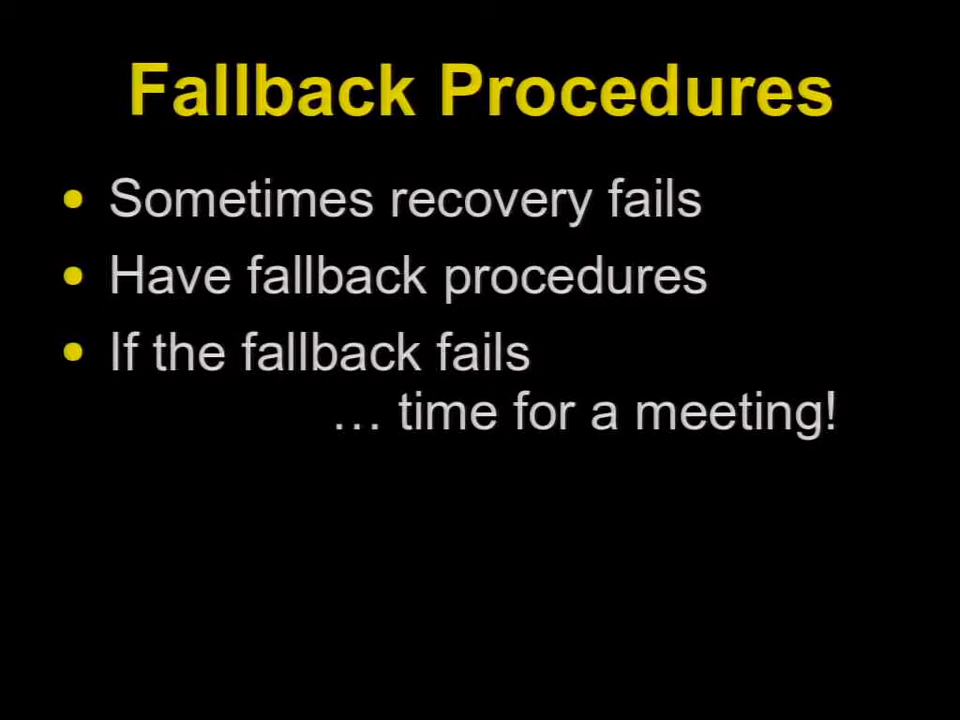 Fallback Procedures
• Sometimes recovery fails
• Have fallback procedures
• If the fallback fails
… time for a meeting!